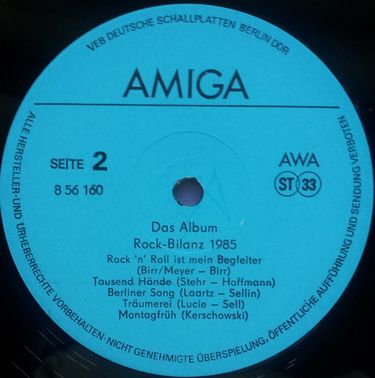 VEB DEUTSCHE SCHALLPLATTEN BERLIN DDR
AMIGA
SEITE 2
8 56 160
AWA
ST 33
Das Album
Rock-Bilanz 1985
Rock 'n' Roll ist mein Begleiter
(Birr/Meyer – Birr)
Tausend Hände (Stehr – Hoffmann)
Berliner Song (Laartz – Sellin)
Träumerei (Lucie – Sell)
Montagfrüh (Kerschowski)
ALLE HERSTELLER-UND URHEBERRECHTE VORBEHALTEN·NICHT GENEHMIGTE ÜBERSPIELUNG, ÖFFENTLICHE AUFFÜHRUNG UND SENDUNG VERBOTEN